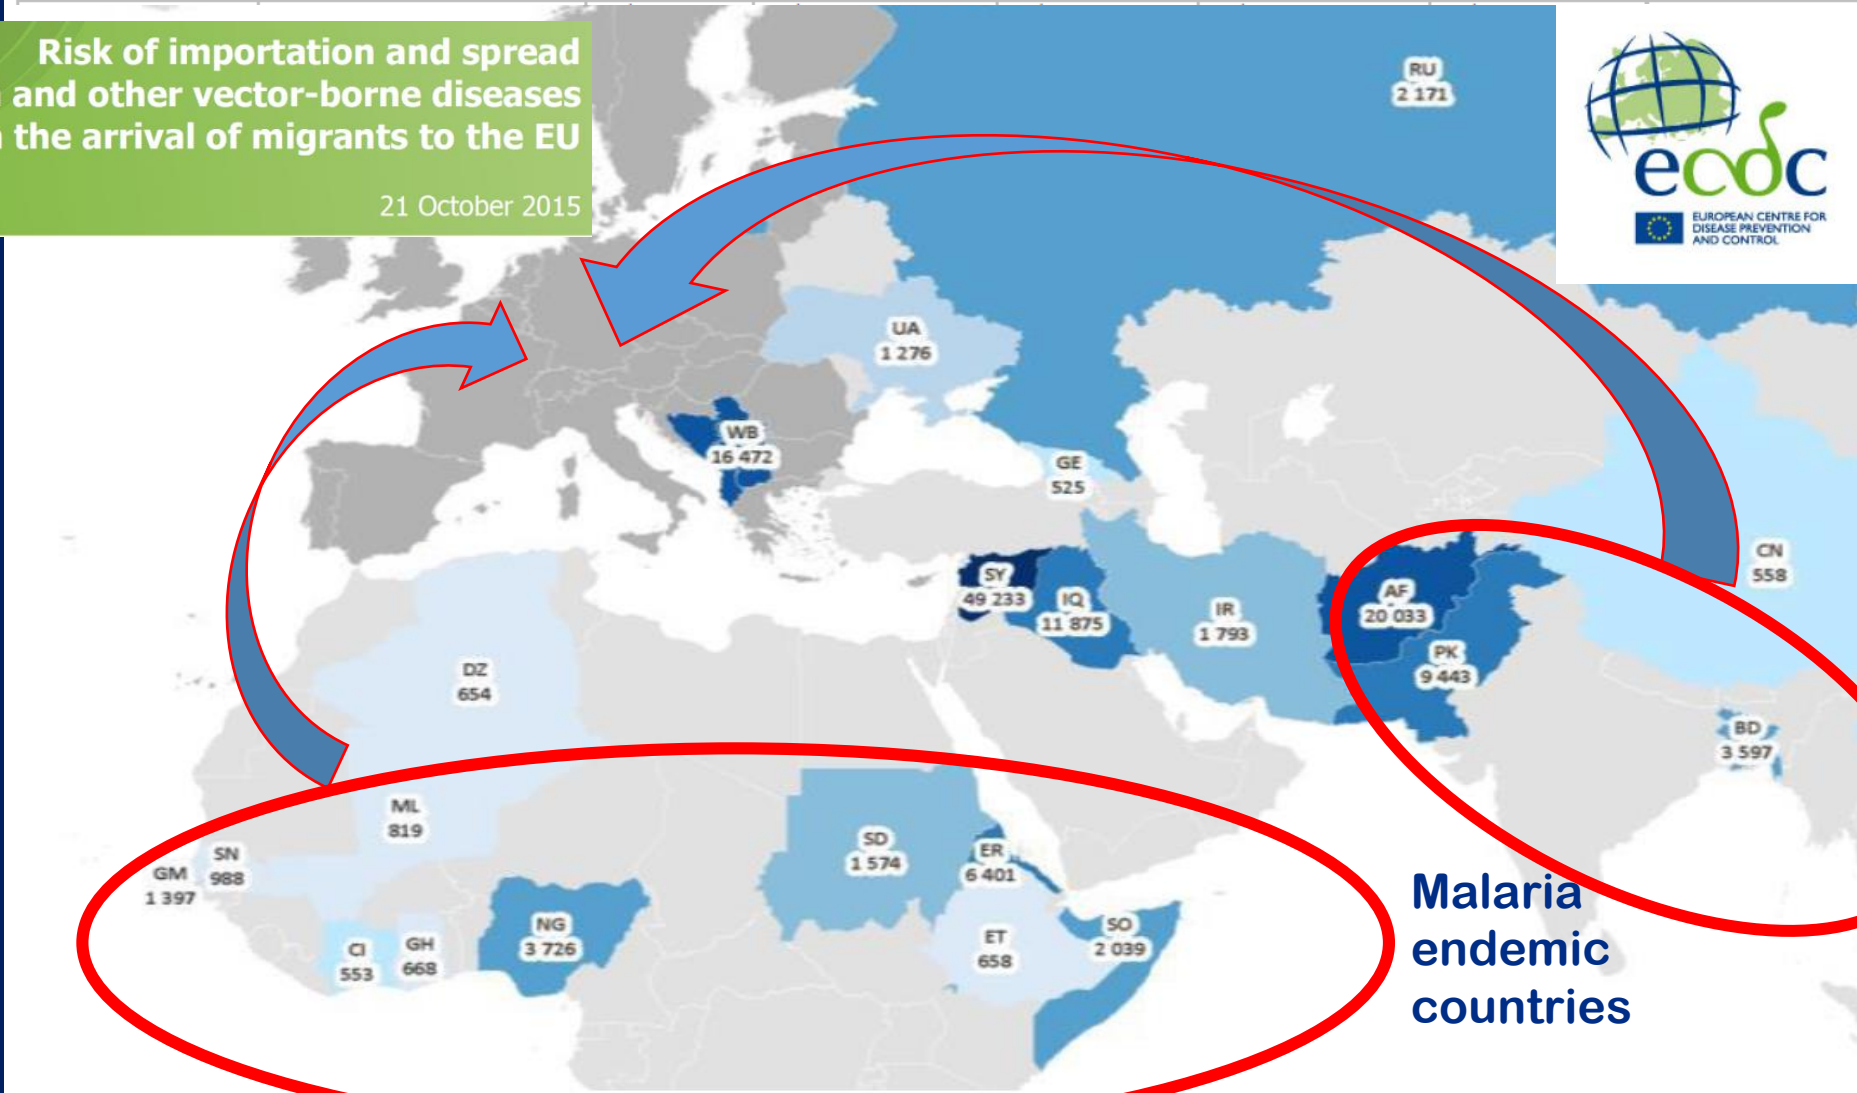 Risk of importation and spread
and other vector-borne diseases
the arrival of migrants to the EU
21 October 2015
ecdc
EUROPEAN CENTRE FOR
DISEASE PREVENTION
AND CONTROL
RU
2 171
UA
1 276
WB
16 472
GE
525
CN
558
SY
49 233
IQ
11 875
IR
1 793
AF
20 033
PK
9 443
DZ
654
BD
3 597
ML
819
SN
988
GM
1 397
SD
1 574
ER
6 401
NG
3 726
CI
553
GH
668
ET
658
SO
2 039
Malaria
endemic
countries